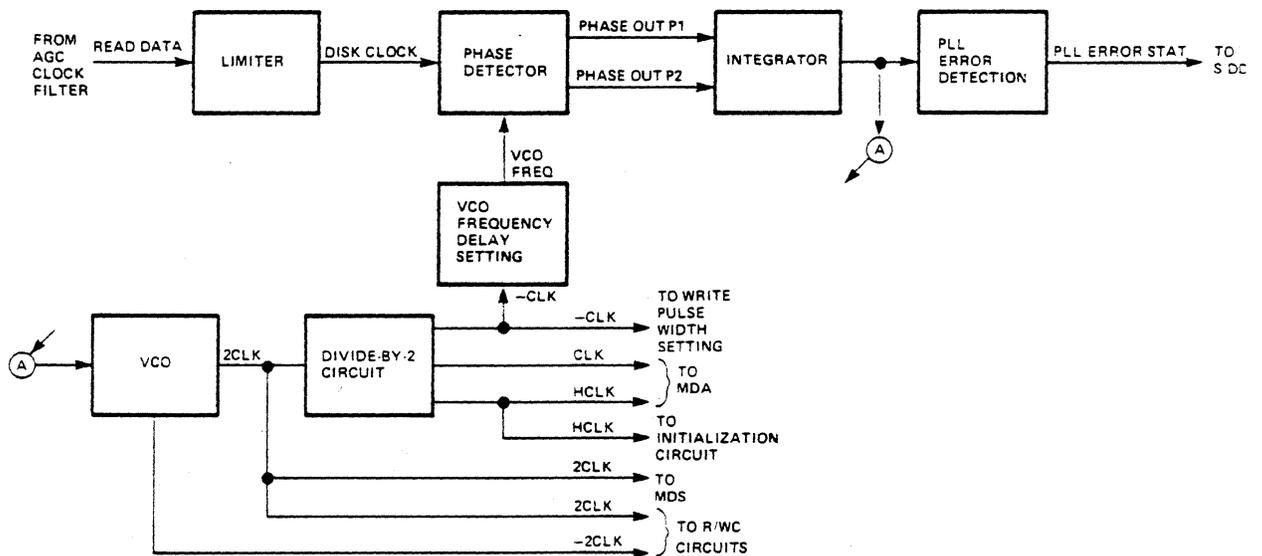 FROM
AGC
CLOCK
FILTER
READ DATA
LIMITER
DISK CLOCK
PHASE
DETECTOR
PHASE OUT P1
PHASE OUT P2
INTEGRATOR
PLL
ERROR
DETECTION
PLL ERROR STAT
TO
A
VCO
FREQ
VCO
FREQUENCY
DELAY
SETTING
-CLK
A
VCO
2CLK
DIVIDE-BY-2
CIRCUIT
-CLK
TO WRITE
PULSE
WIDTH
SETTING
CLK
HCLK
TO
MDA
HCLK
TO
INITIALIZATION
CIRCUIT
2CLK
TO
MDS
2CLK
-2CLK
TO R/WC
CIRCUITS